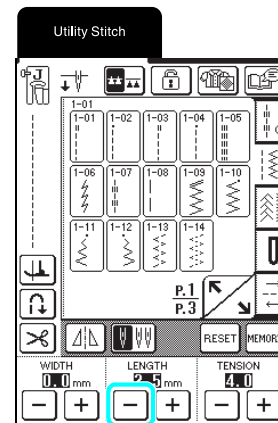 Utility Stitch
J
1-01
1-01 1-02 1-03 1-04 1-05
1-06 1-07 1-08 1-09 1-10
1-11 1-12 1-13 1-14
P.1
P.3
RESET MEMOR
WIDTH LENGTH TENSION
0.0 mm 2.5 mm 4.0
− + − + − +